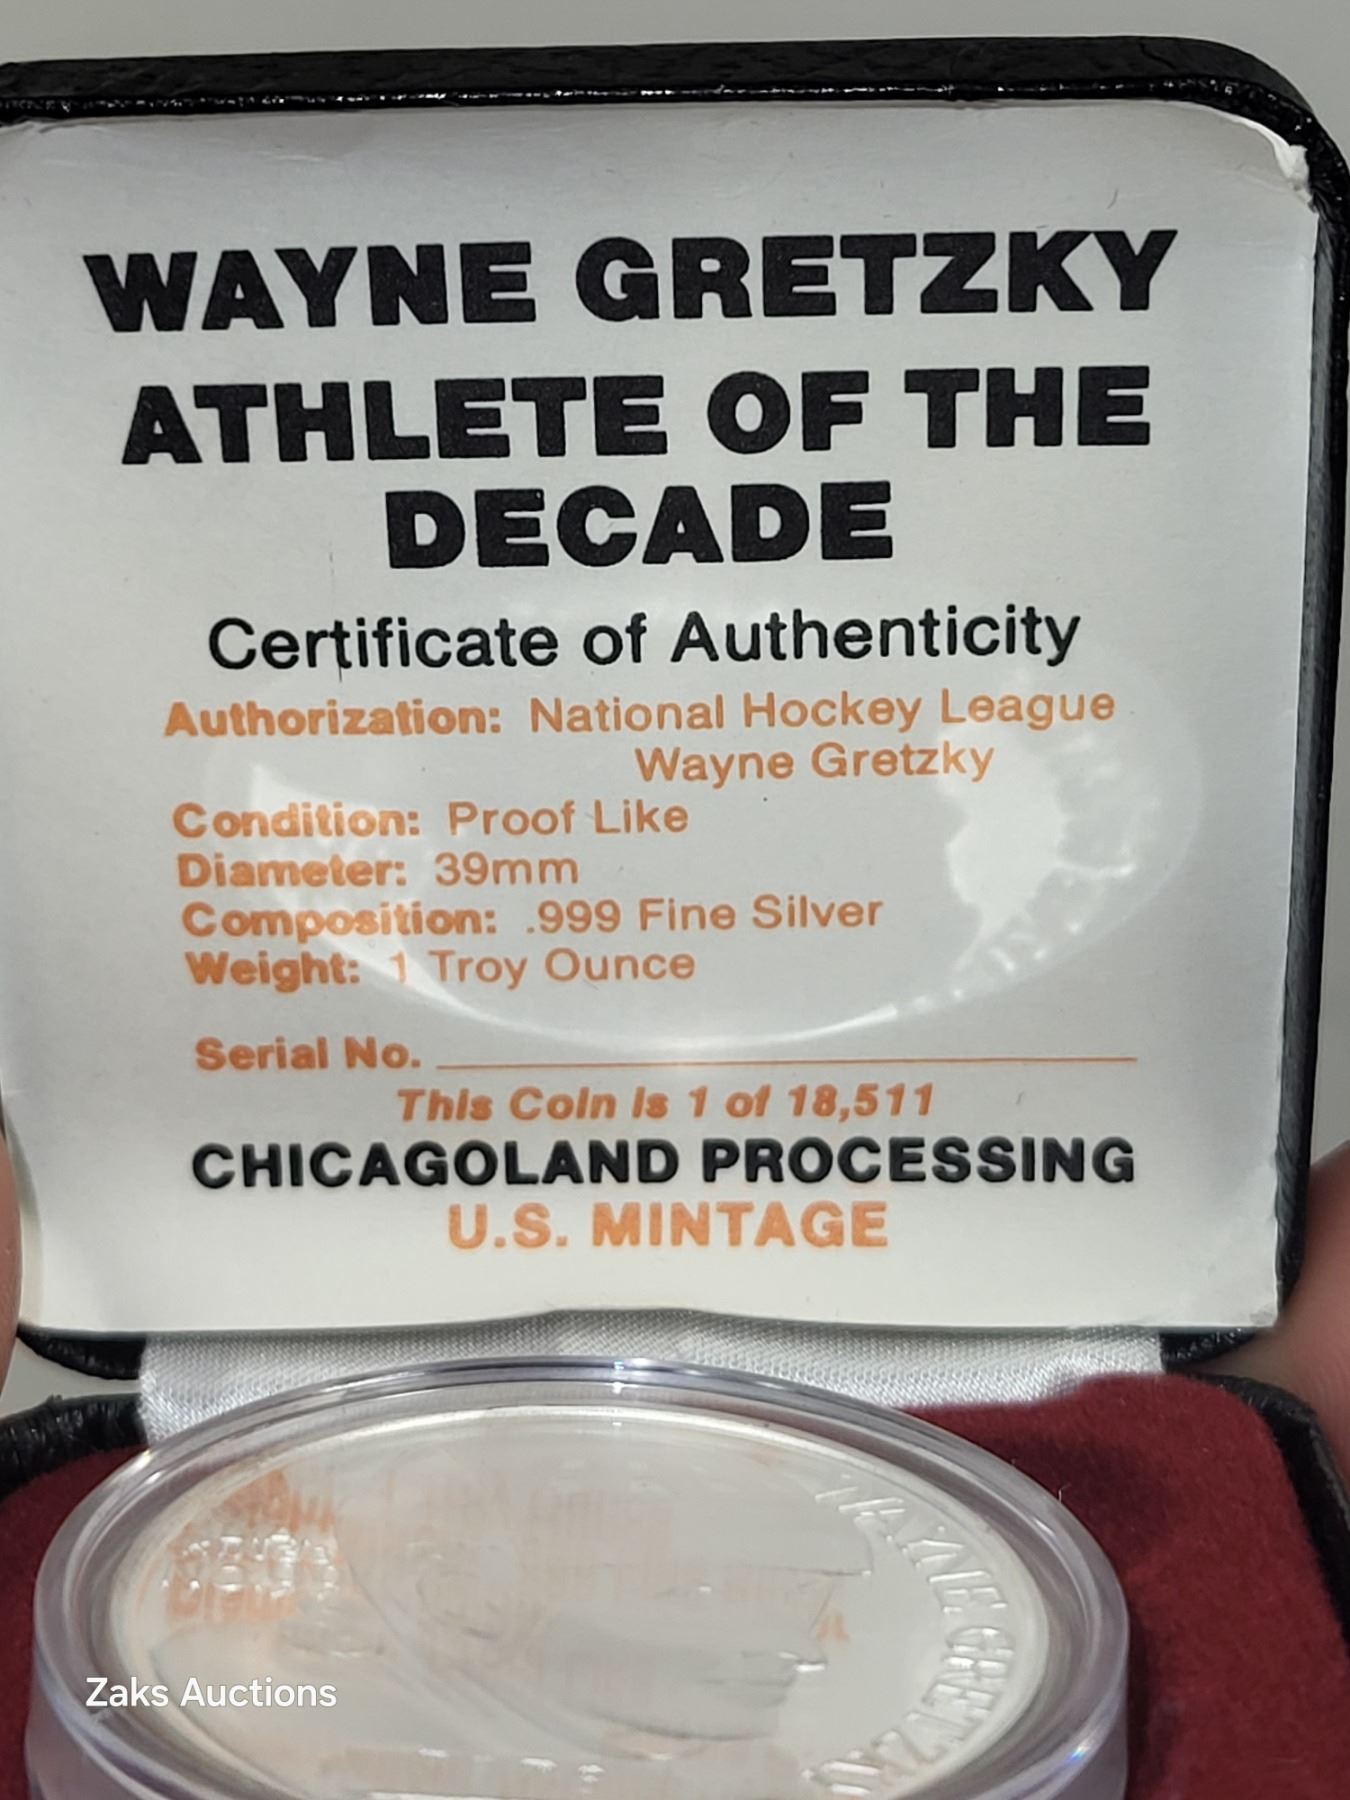 WAYNE GRETZKY
ATHLETE OF THE
DECADE
Certificate of Authenticity
Authorization: National Hockey League
Wayne Gretzky
Condition: Proof Like
Diameter: 39mm
Composition: .999 Fine Silver
Weight: 1 Troy Ounce
Serial No.
This Coin is 1 of 18,511
CHICAGOLAND PROCESSING
U.S. MINTAGE
WAYNE GRETZKY
Zaks Auctions